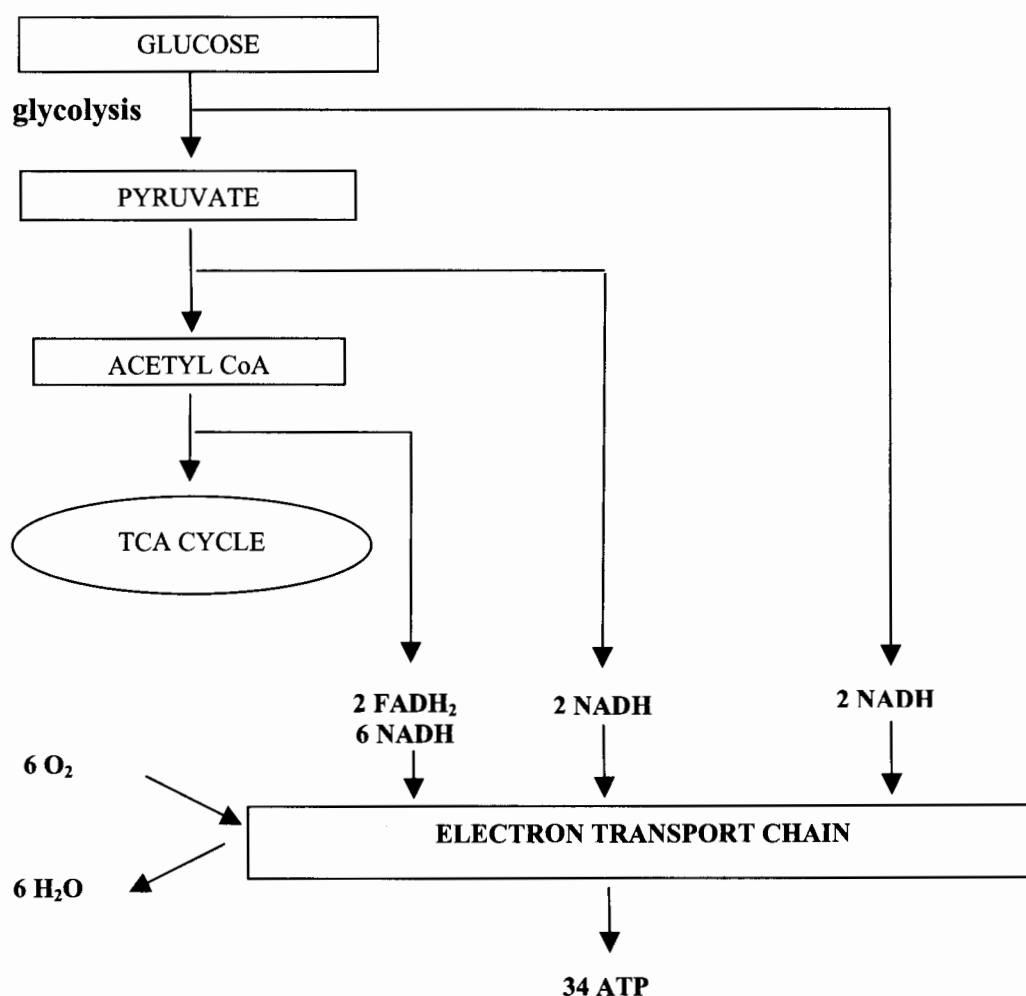 GLUCOSE
glycolysis
PYRUVATE
ACETYL CoA
TCA CYCLE
2 FADH₂
6 NADH
2 NADH
2 NADH
6 O₂
ELECTRON TRANSPORT CHAIN
6 H₂O
34 ATP